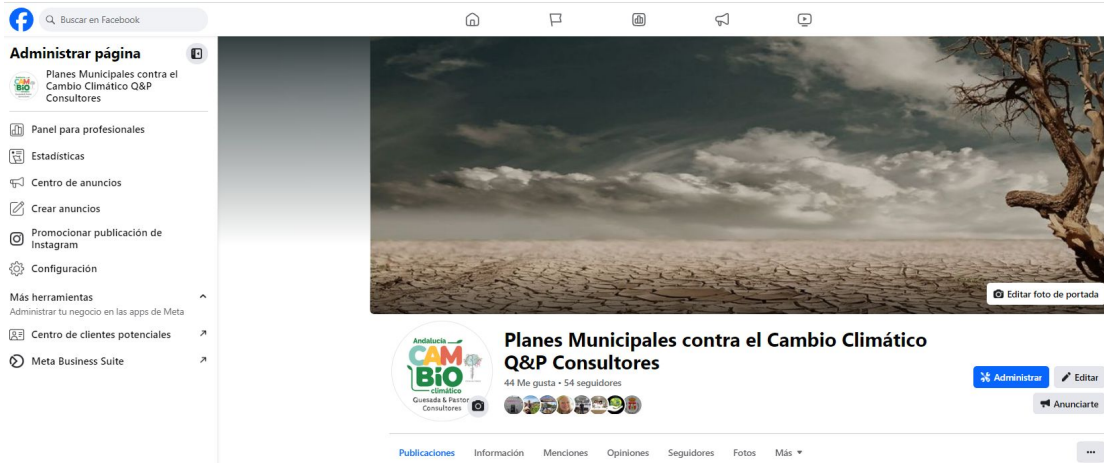 Buscar en Facebook
Administrar página
Planes Municipales contra el
Cambio Climático Q&P
Consultores
Panel para profesionales
Estadísticas
Centro de anuncios
Crear anuncios
Promocionar publicación de
Instagram
Configuración
Más herramientas
Administrar tu negocio en las apps de Meta
Centro de clientes potenciales
Meta Business Suite
Editar foto de portada
Andalucía
CAM
BiO
climático
Quesada & Pastor
Consultores
Planes Municipales contra el Cambio Climático
Q&P Consultores
44 Me gusta • 54 seguidores
Administrar
Editar
Anunciarte
Publicaciones Información Menciones Opiniones Seguidores Fotos Más